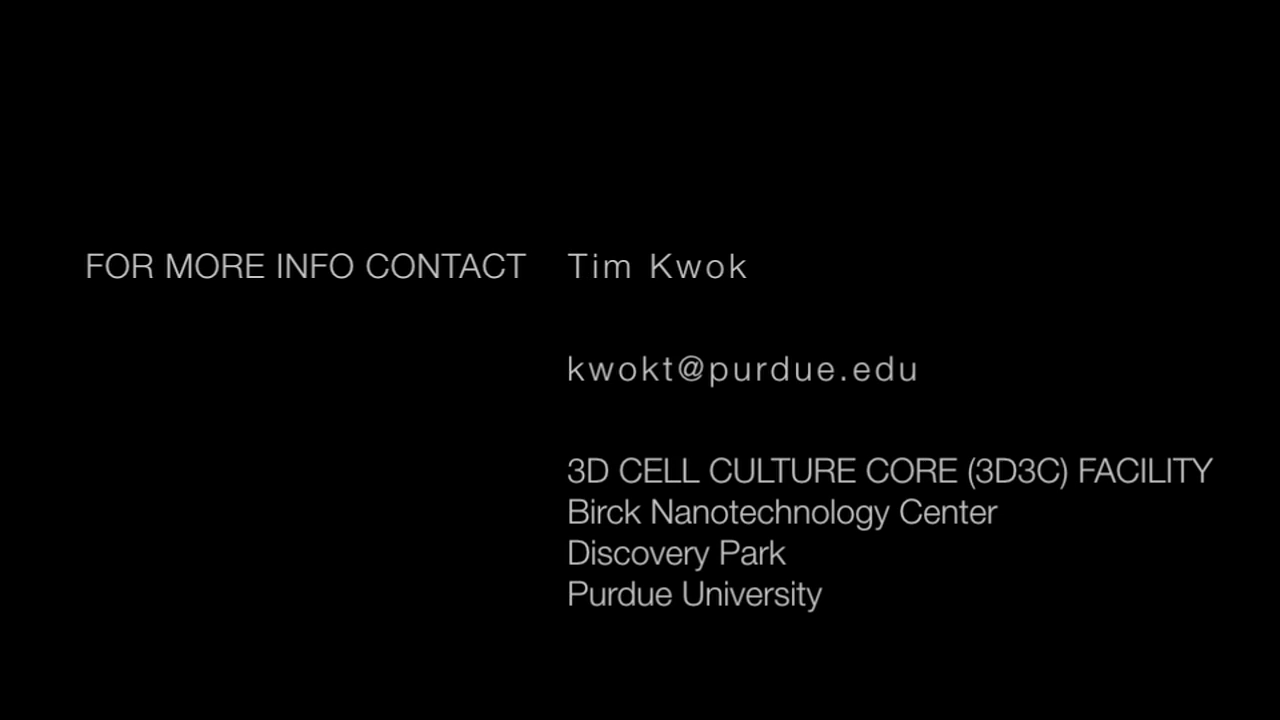 FOR MORE INFO CONTACT Tim Kwok
kwokt@purdue.edu
3D CELL CULTURE CORE (3D3C) FACILITY
Birck Nanotechnology Center
Discovery Park
Purdue University